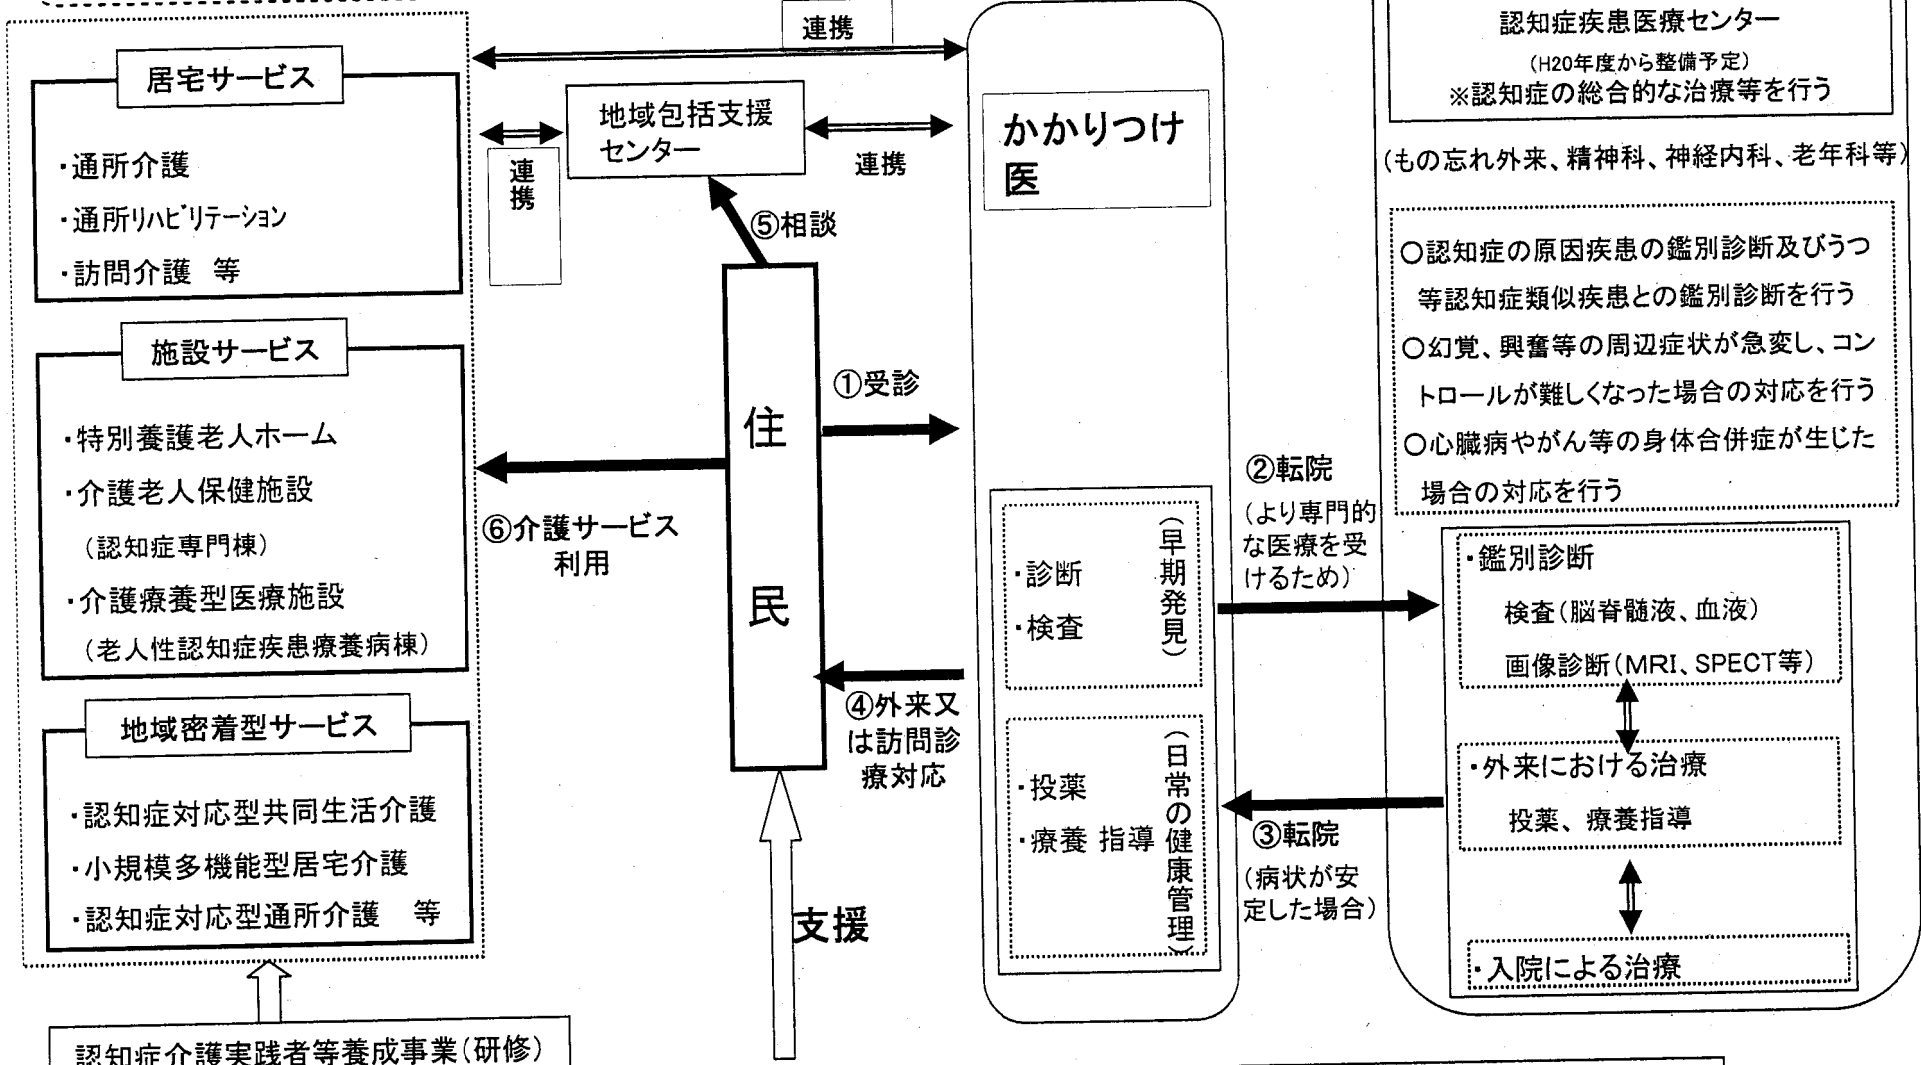 連携
居宅サービス
・通所介護
・通所リハビリテーション
・訪問介護 等
施設サービス
・特別養護老人ホーム
・介護老人保健施設
(認知症専門棟)
・介護療養型医療施設
(老人性認知症疾患療養病棟)
地域密着型サービス
・認知症対応型共同生活介護
・小規模多機能型居宅介護
・認知症対応型通所介護 等
認知症介護実践者等養成事業(研修)
連携
地域包括支援
センター
連携
⑤相談
住民
①受診
⑥介護サービス
利用
④外来又
は訪問診
療対応
支援
かかりつけ
医
・診断
・検査
(早期発見)
・投薬
・療養 指導
(日常の健康管理)
②転院
(より専門的
な医療を受
けるため)
③転院
(病状が安
定した場合)
認知症疾患医療センター
(H20年度から整備予定)
※認知症の総合的な治療等を行う
(もの忘れ外来、精神科、神経内科、老年科等)
○認知症の原因疾患の鑑別診断及びうつ
等認知症類似疾患との鑑別診断を行う
○幻覚、興奮等の周辺症状が急変し、コン
トロールが難しくなった場合の対応を行う
○心臓病やがん等の身体合併症が生じた
場合の対応を行う
・鑑別診断
検査(脳脊髄液、血液)
画像診断(MRI、SPECT等)
・外来における治療
投薬、療養指導
・入院による治療